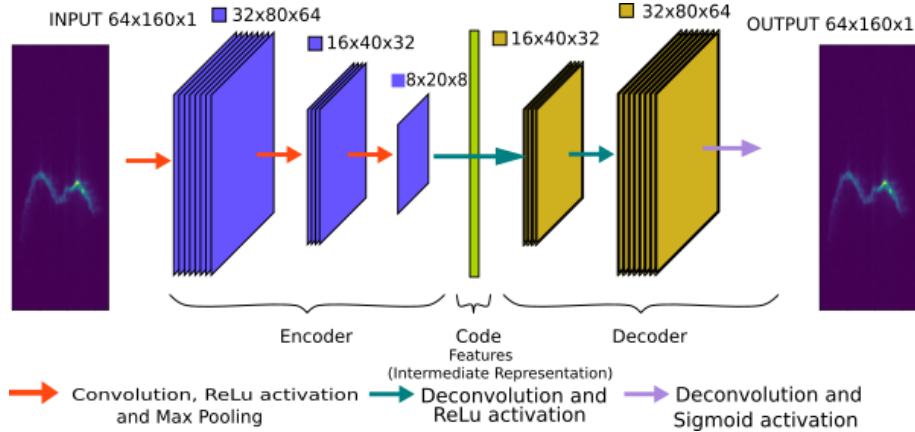 INPUT 64x160x1
32x80x64
16x40x32
8x20x8
16x40x32
32x80x64
OUTPUT 64x160x1
Encoder
Code
Features
(Intermediate Representation)
Decoder
Convolution, ReLu activation
and Max Pooling
Deconvolution and
ReLu activation
Deconvolution and
Sigmoid activation